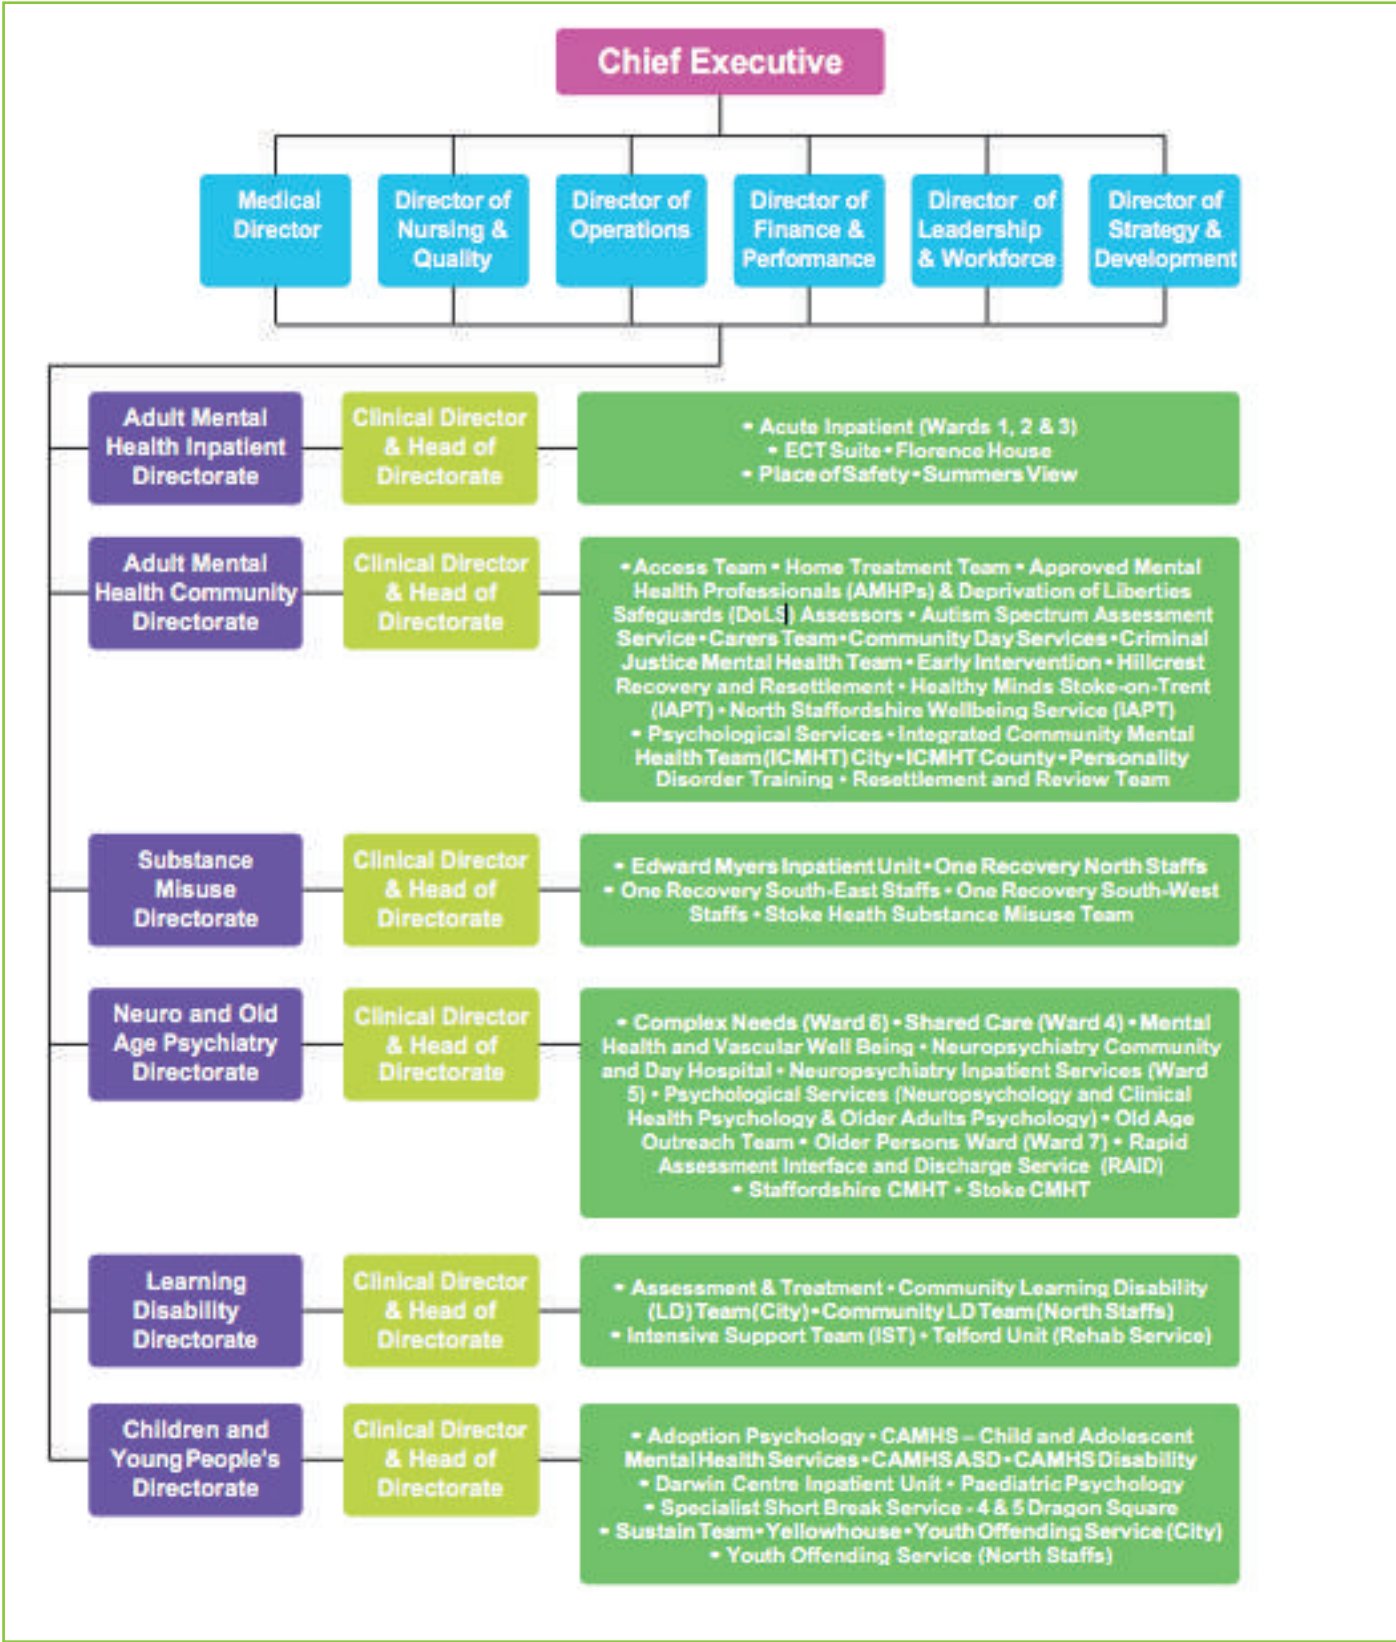 Chief Executive
Medical
Director
Director of
Nursing &
Quality
Director of
Operations
Director of
Finance &
Performance
Director of
Leadership
& Workforce
Director of
Strategy &
Development
Adult Mental
Health Inpatient
Directorate
Clinical Director
& Head of
Directorate
• Acute Inpatient (Wards 1, 2 & 3)
• ECT Suite • Florence House
• Place of Safety • Summers View
Adult Mental
Health Community
Directorate
Clinical Director
& Head of
Directorate
• Access Team • Home Treatment Team • Approved Mental
Health Professionals (AMHPs) & Deprivation of Liberties
Safeguards (DoLS) Assessors • Autism Spectrum Assessment
Service • Carers Team • Community Day Services • Criminal
Justice Mental Health Team • Early Intervention • Hillcrest
Recovery and Resettlement • Healthy Minds Stoke-on-Trent
(IAPT) • North Staffordshire Wellbeing Service (IAPT)
• Psychological Services • Integrated Community Mental
Health Team (ICMHT) City • ICMHT County • Personality
Disorder Training • Resettlement and Review Team
Substance
Misuse
Directorate
Clinical Director
& Head of
Directorate
• Edward Myers Inpatient Unit • One Recovery North Staffs
• One Recovery South-East Staffs • One Recovery South-West
Staffs • Stoke Heath Substance Misuse Team
Neuro and Old
Age Psychiatry
Directorate
Clinical Director
& Head of
Directorate
• Complex Needs (Ward 6) • Shared Care (Ward 4) • Mental
Health and Vascular Well Being • Neuropsychiatry Community
and Day Hospital • Neuropsychiatry Inpatient Services (Ward
5) • Psychological Services (Neuropsychology and Clinical
Health Psychology & Older Adults Psychology) • Old Age
Outreach Team • Older Persons Ward (Ward 7) • Rapid
Assessment Interface and Discharge Service (RAID)
• Staffordshire CMHT • Stoke CMHT
Learning
Disability
Directorate
Clinical Director
& Head of
Directorate
• Assessment & Treatment • Community Learning Disability
(LD) Team (City) • Community LD Team (North Staffs)
• Intensive Support Team (IST) • Telford Unit (Rehab Service)
Children and
Young People's
Directorate
Clinical Director
& Head of
Directorate
• Adoption Psychology • CAMHS – Child and Adolescent
Mental Health Services • CAMHS ASD • CAMHS Disability
• Darwin Centre Inpatient Unit • Paediatric Psychology
• Specialist Short Break Service - 4 & 5 Dragon Square
• Sustain Team • Yellowhouse • Youth Offending Service (City)
• Youth Offending Service (North Staffs)